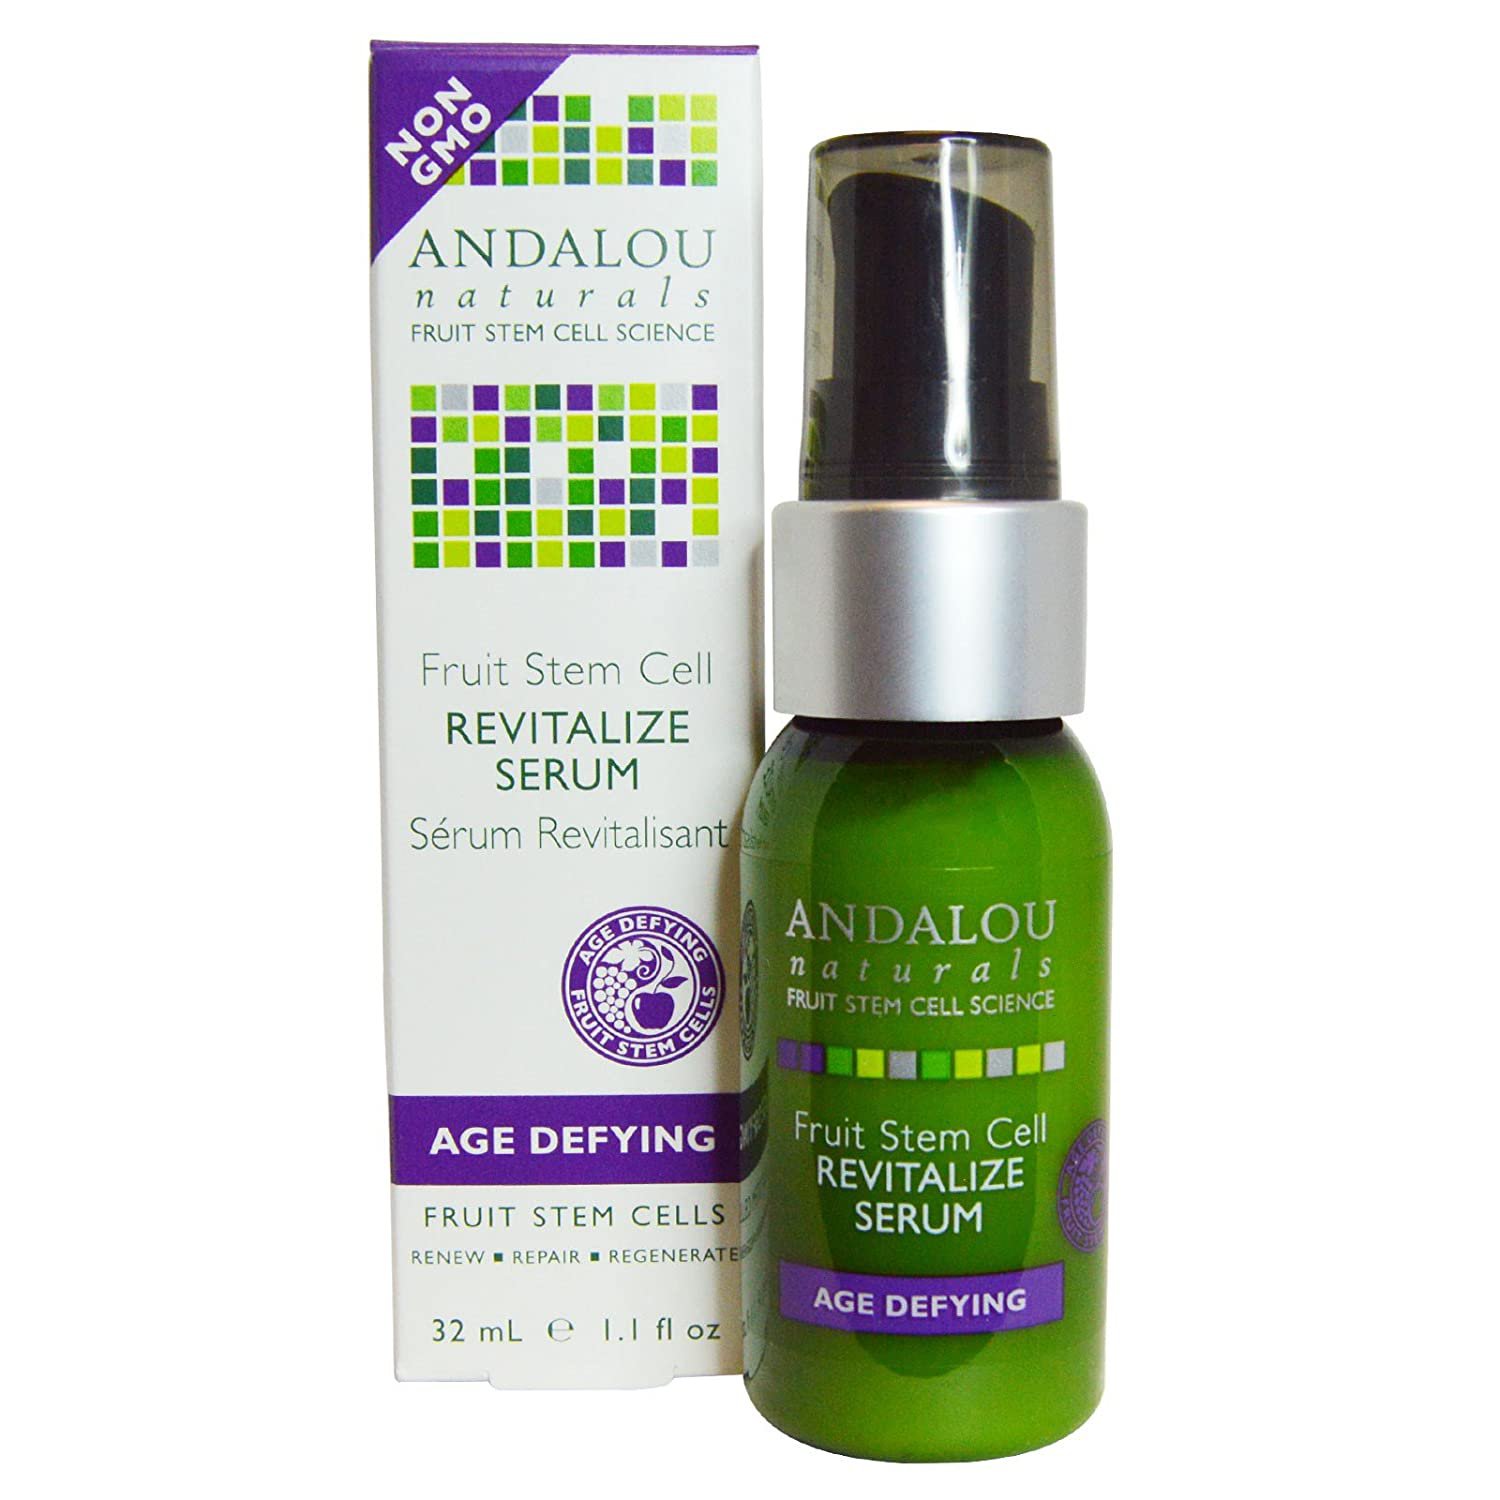 NON
GMO
ANDALOU
naturals
FRUIT STEM CELL SCIENCE
Fruit Stem Cell
REVITALIZE
SERUM
Sérum Revitalisant
AGE DEFYING
FRUIT STEM CELLS
AGE DEFYING
FRUIT STEM CELLS
RENEW ■ REPAIR ■ REGENERATE
32 mL ℮ 1.1 fl oz
ANDALOU
naturals
FRUIT STEM CELL SCIENCE
Fruit Stem Cell
REVITALIZE
SERUM
AGE DEFYING